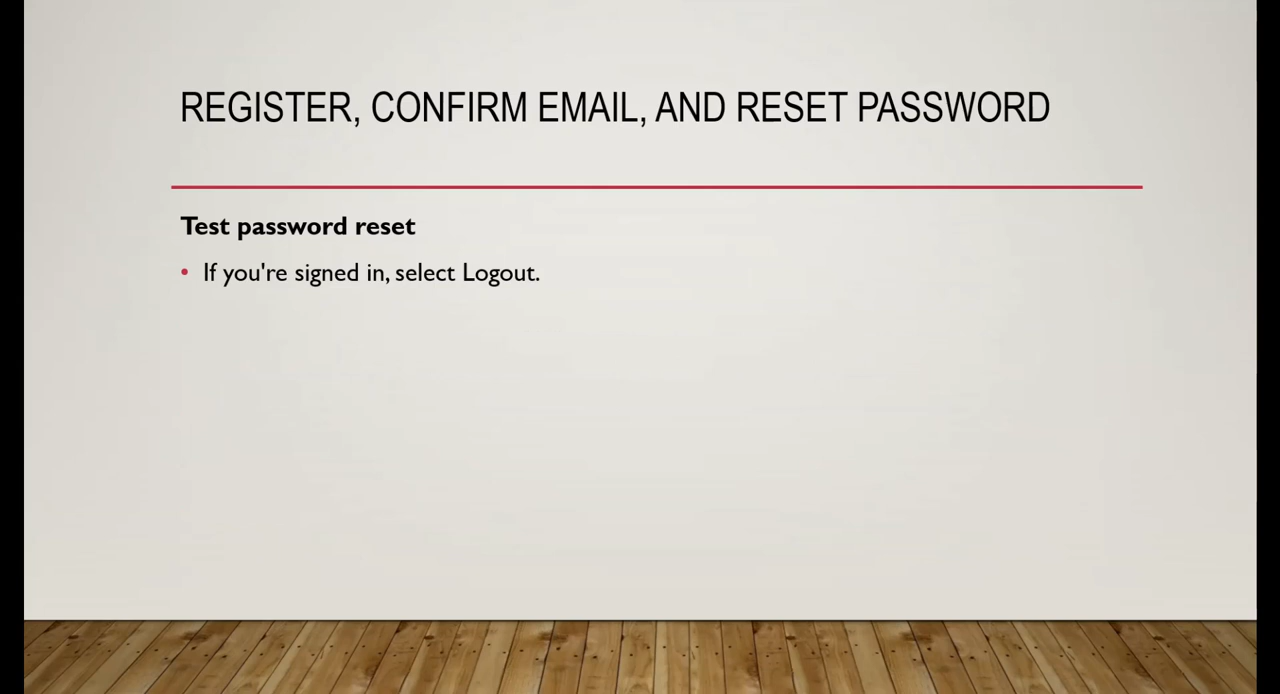 REGISTER, CONFIRM EMAIL, AND RESET PASSWORD
Test password reset
• If you're signed in, select Logout.